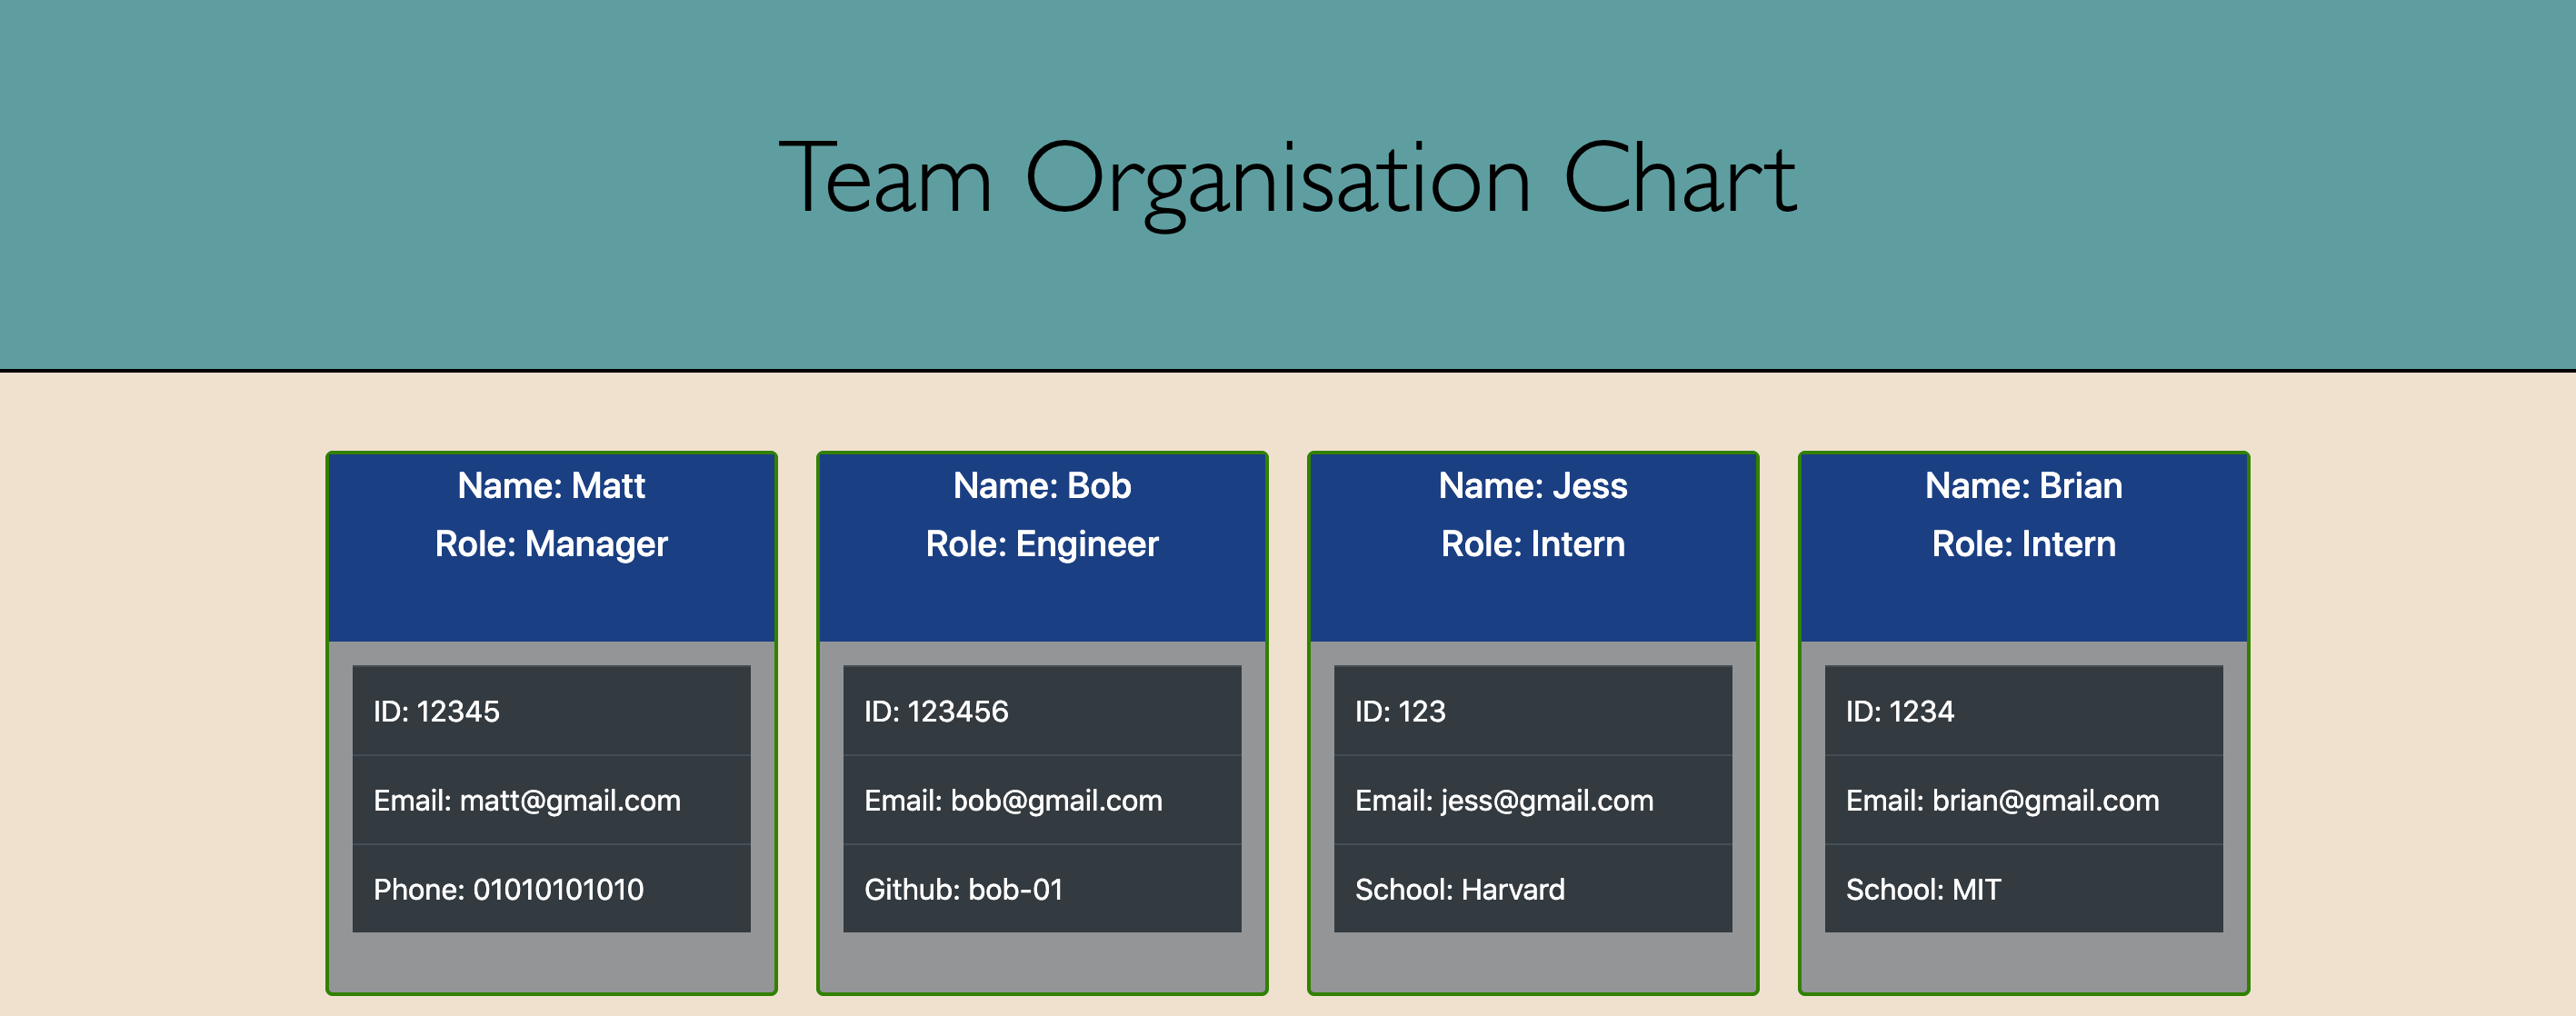 Team Organisation Chart
Name: Matt
Role: Manager
ID: 12345
Email: matt@gmail.com
Phone: 01010101010
Name: Bob
Role: Engineer
ID: 123456
Email: bob@gmail.com
Github: bob-01
Name: Jess
Role: Intern
ID: 123
Email: jess@gmail.com
School: Harvard
Name: Brian
Role: Intern
ID: 1234
Email: brian@gmail.com
School: MIT